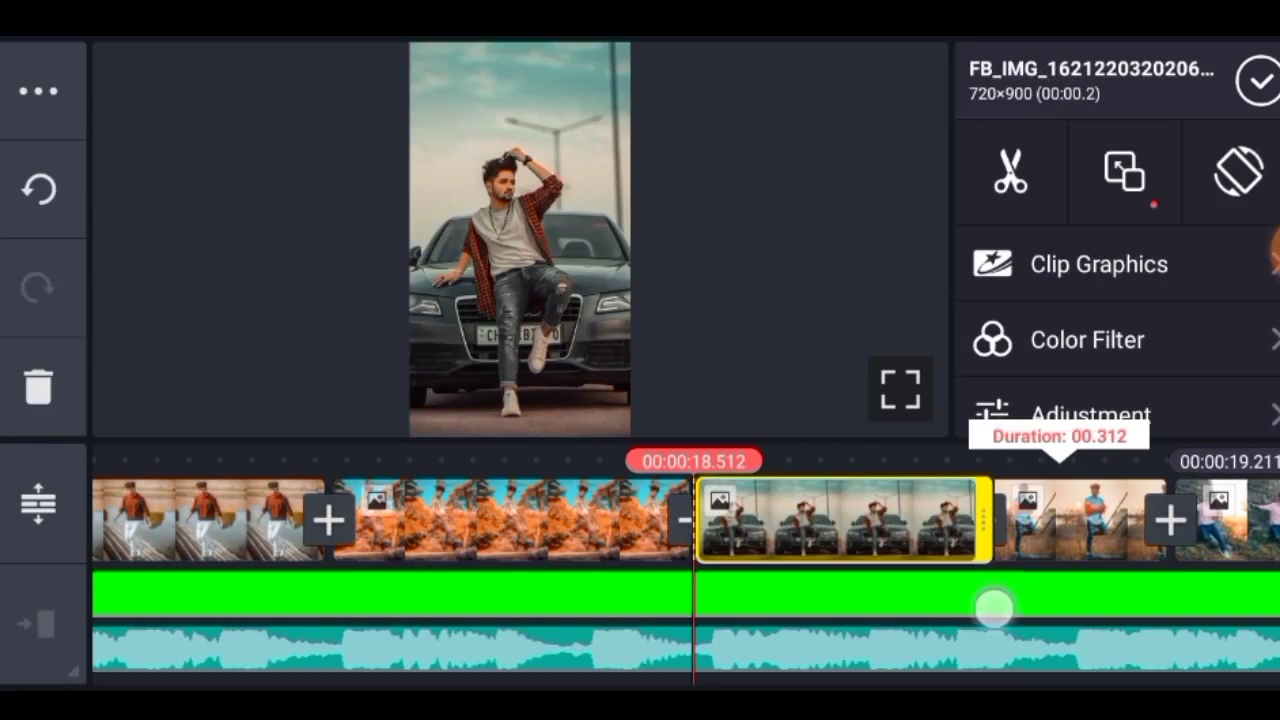 FB_IMG_1621220320206...
720×900 (00:00.2)
Clip Graphics
Color Filter
Adjustment
Duration: 00.312
00:00:18.512
00:00:19.211